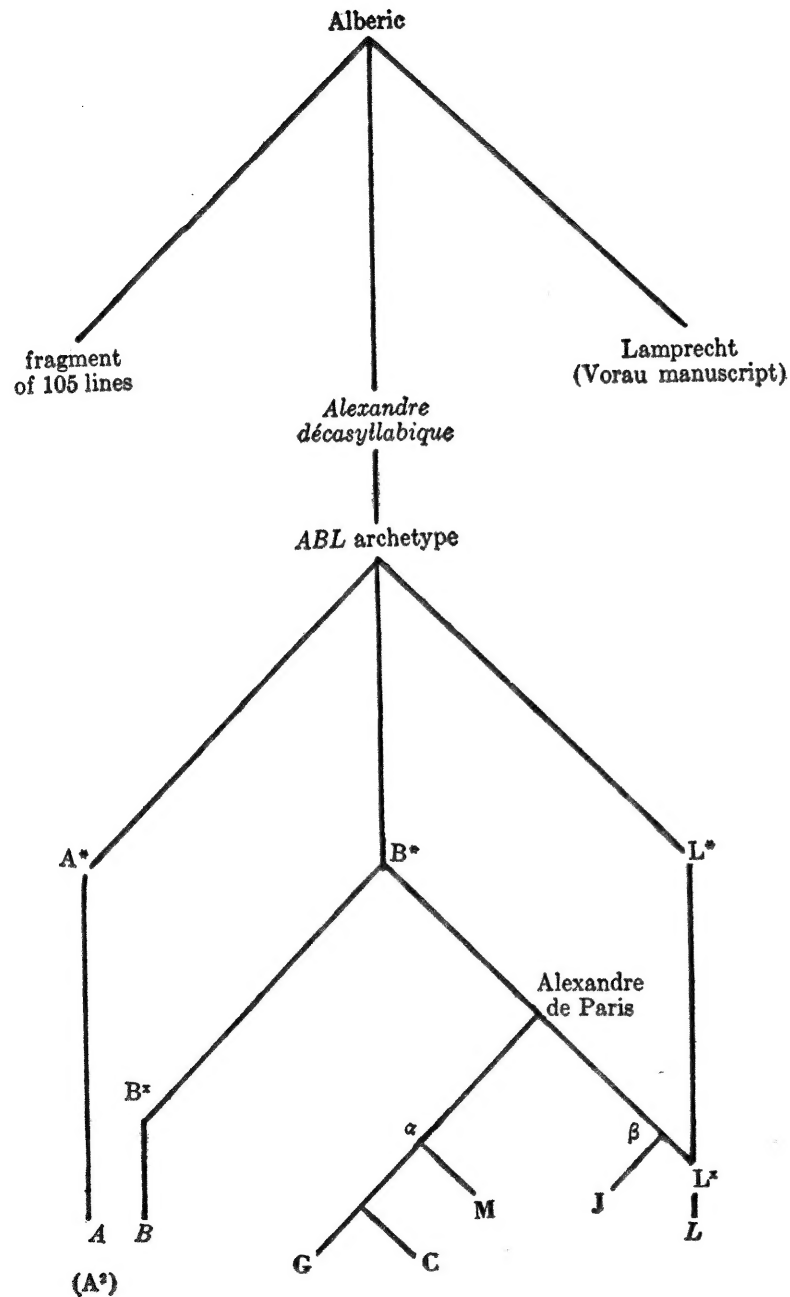 Alberic
fragment
of 105 lines
Lamprecht
(Vorau manuscript)
Alexandre
décasyllabique
ABL archetype
A*
B*
L*
Alexandre
de Paris
Bˣ
α
β
Lˣ
M
J
A
B
L
G
C
(A²)